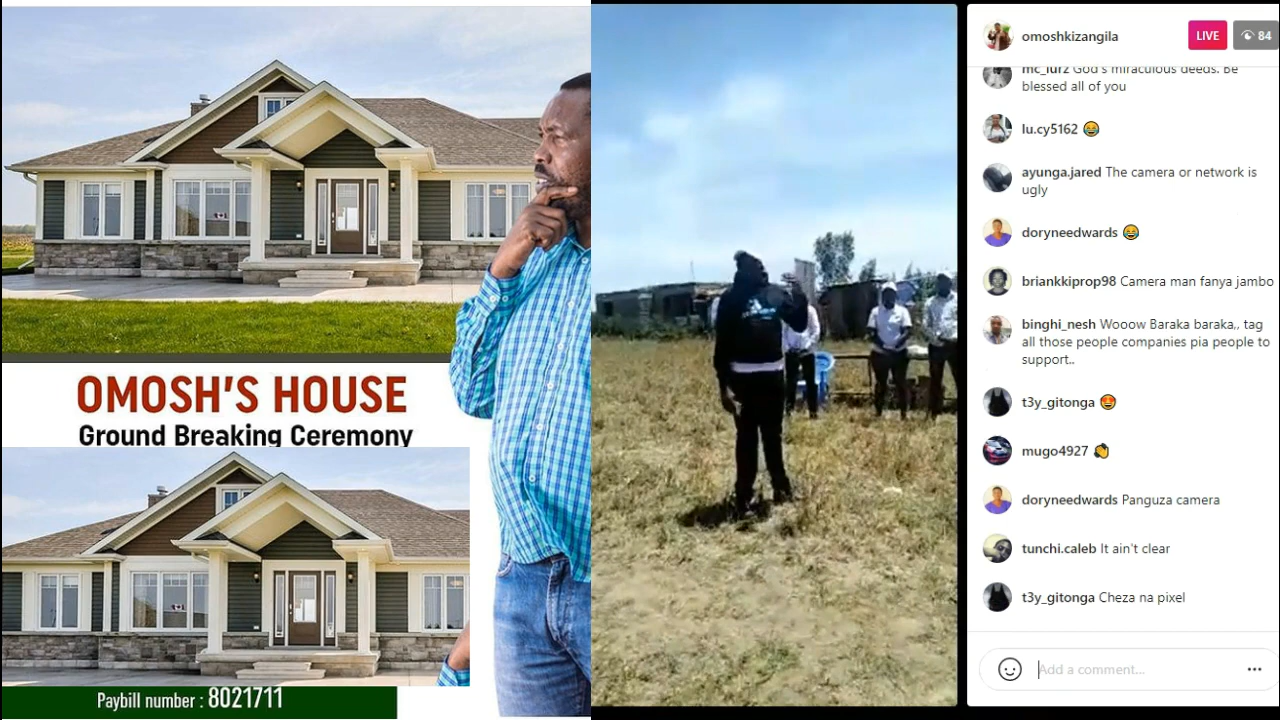 OMOSH'S HOUSE
Ground Breaking Ceremony
Paybill number : 8021711
omoshkizangila
LIVE
84
mc_lurz God's miraculous deeds. Be
blessed all of you
lu.cy5162 😂
ayunga.jared The camera or network is
ugly
doryneedwards 😂
briankkiprop98 Camera man fanya jambo
binghi_nesh Wooow Baraka baraka,, tag
all those people companies pia people to
support..
t3y_gitonga 😍
mugo4927 👏
doryneedwards Panguza camera
tunchi.caleb It ain't clear
t3y_gitonga Cheza na pixel
Add a comment...